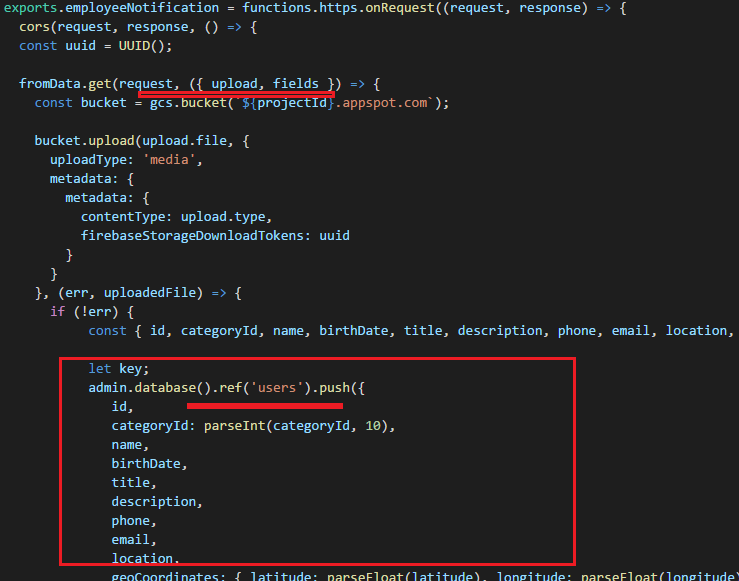 exports.employeeNotification = functions.https.onRequest((request, response) => {
cors(request, response, () => {
const uuid = UUID();
fromData.get(request, ({ upload, fields }) => {
const bucket = gcs.bucket(`${projectId}.appspot.com`);
bucket.upload(upload.file, {
uploadType: 'media',
metadata: {
metadata: {
contentType: upload.type,
firebaseStorageDownloadTokens: uuid
}
}
}, (err, uploadedFile) => {
if (!err) {
const { id, categoryId, name, birthDate, title, description, phone, email, location,
let key;
admin.database().ref('users').push({
id,
categoryId: parseInt(categoryId, 10),
name,
birthDate,
title,
description,
phone,
email,
location,
geoCoordinates: { latitude: parseFloat(latitude), longitude: parseFloat(longitude)